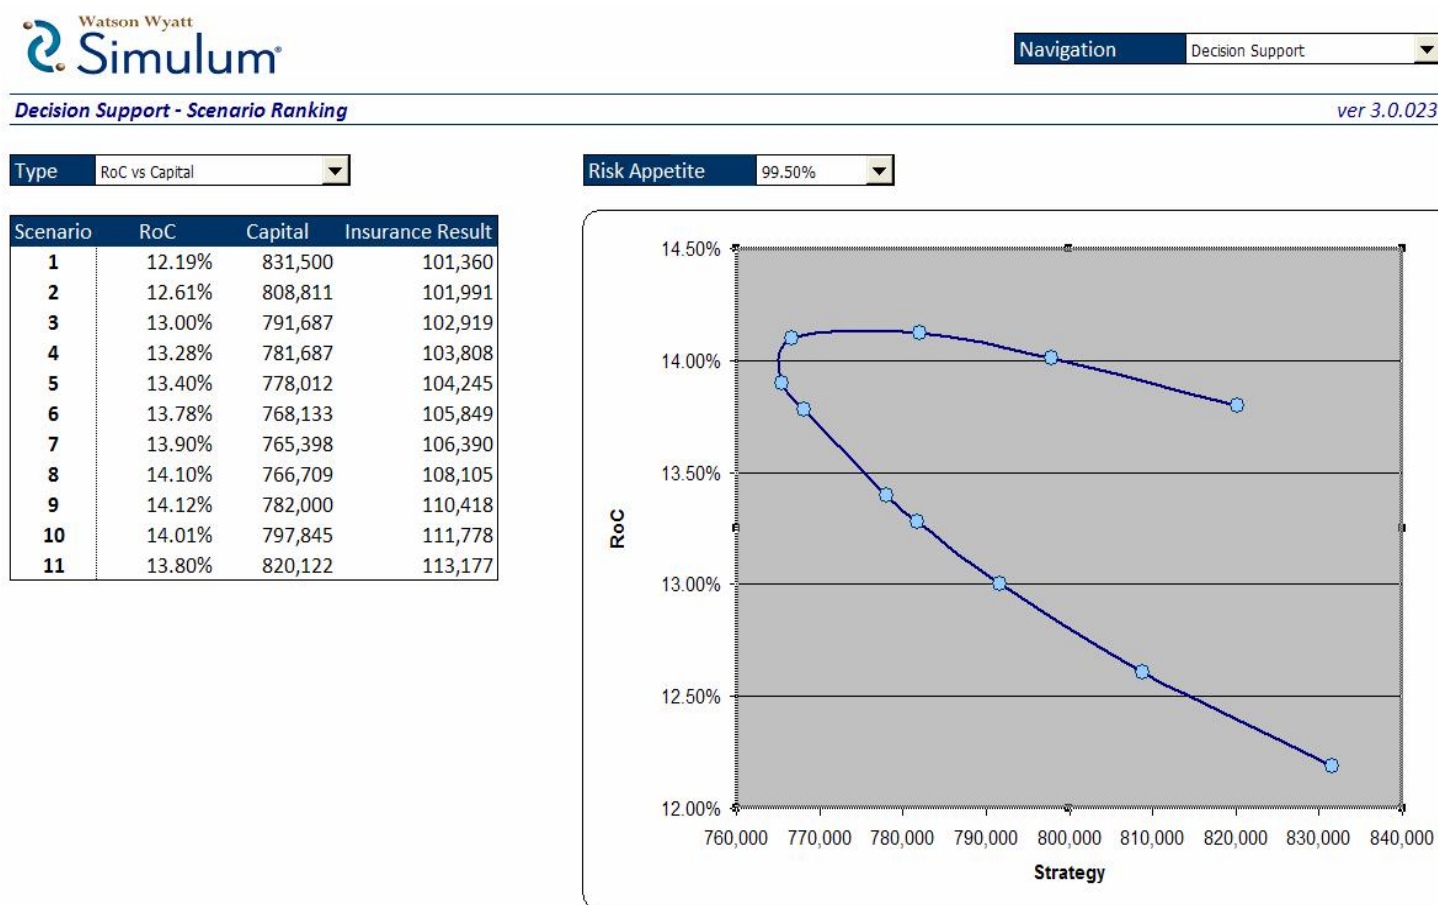 Watson Wyatt
Simulum®
Navigation Decision Support
Decision Support - Scenario Ranking ver 3.0.023
Type RoC vs Capital Risk Appetite 99.50%
Scenario RoC Capital Insurance Result
1 12.19% 831,500 101,360
2 12.61% 808,811 101,991
3 13.00% 791,687 102,919
4 13.28% 781,687 103,808
5 13.40% 778,012 104,245
6 13.78% 768,133 105,849
7 13.90% 765,398 106,390
8 14.10% 766,709 108,105
9 14.12% 782,000 110,418
10 14.01% 797,845 111,778
11 13.80% 820,122 113,177
14.50%
14.00%
13.50%
13.00%
12.50%
12.00%
RoC
760,000 770,000 780,000 790,000 800,000 810,000 820,000 830,000 840,000
Strategy